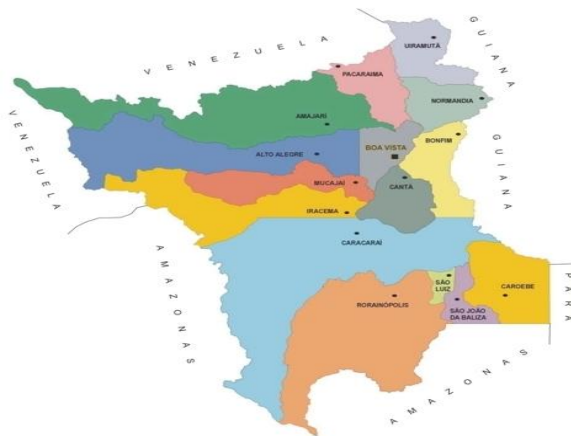 VENEZUELA
GUIANA
UIRAMUTÃ
PACARAIMA
NORMANDIA
VENEZUELA
AMAJARI
BONFIM
GUIANA
ALTO ALEGRE
BOA VISTA
MUCAJAÍ
CANTÁ
IRACEMA
CARACARAÍ
AMAZONAS
SÃO
LUIZ
CAROEBE
PARÁ
RORAINÓPOLIS
SÃO JOÃO
DA BALIZA
AMAZONAS